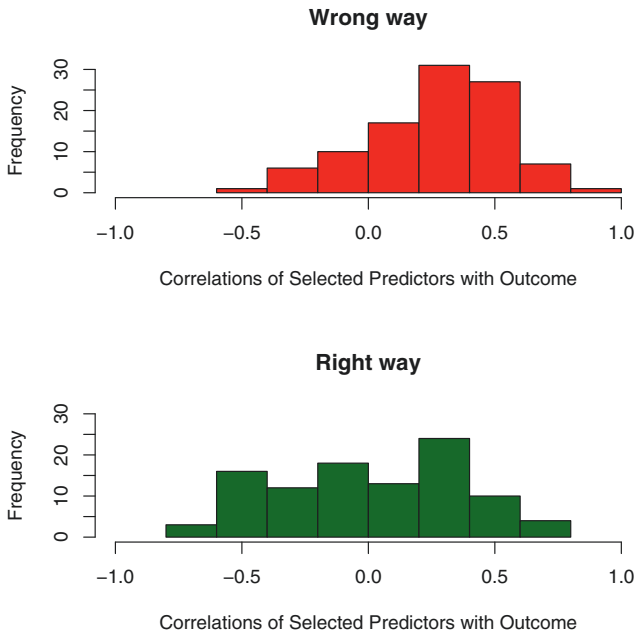 Wrong way
Frequency
0 10 20 30
−1.0 −0.5 0.0 0.5 1.0
Correlations of Selected Predictors with Outcome
Right way
Frequency
0 10 20 30
−1.0 −0.5 0.0 0.5 1.0
Correlations of Selected Predictors with Outcome